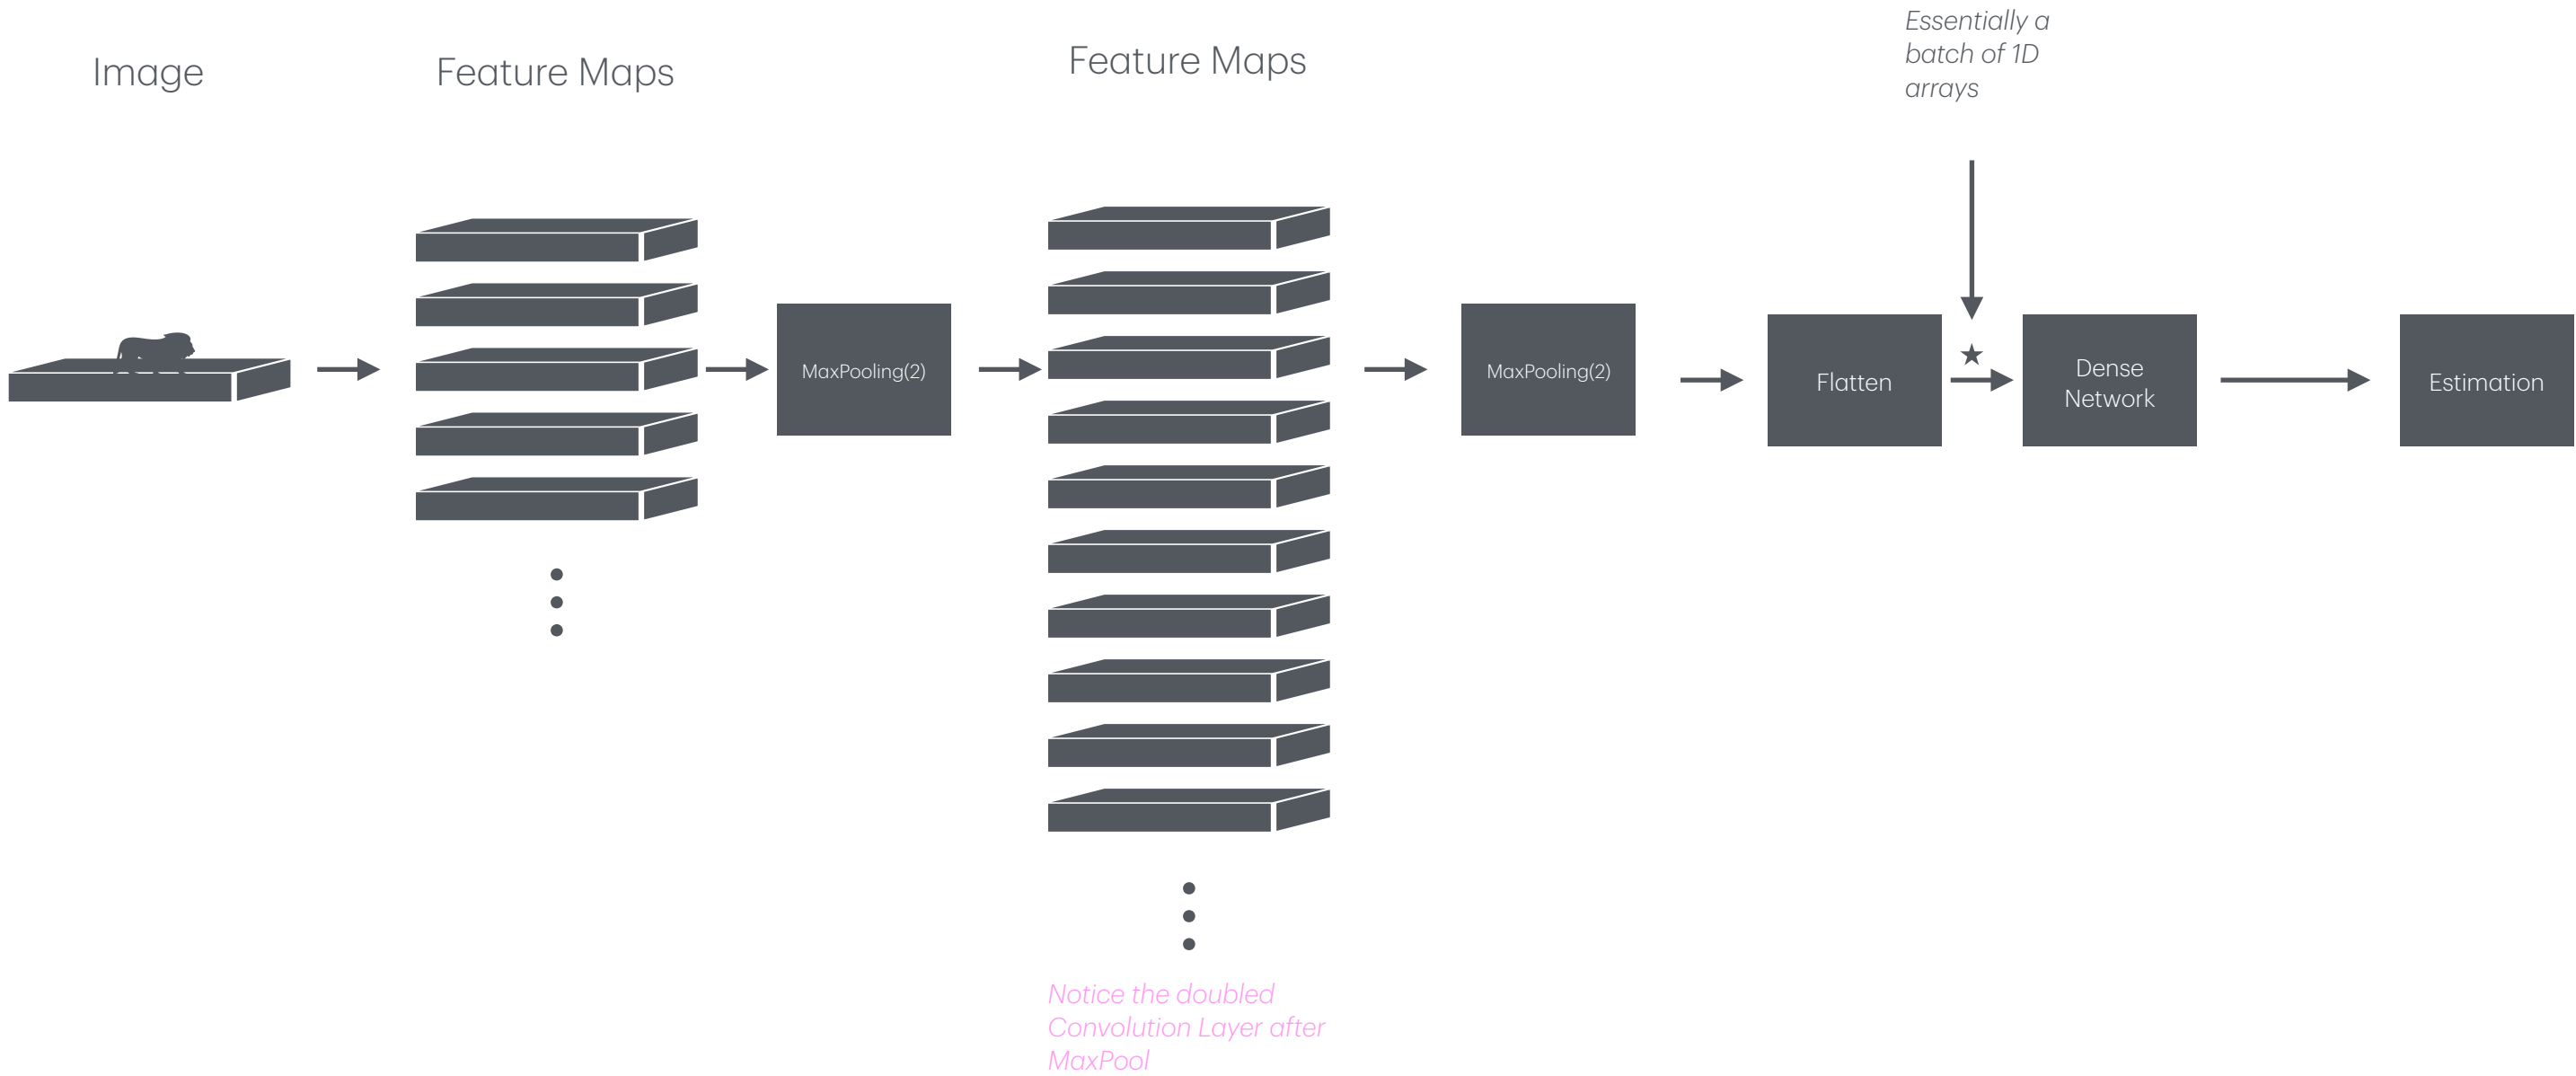 Image
Feature Maps
Feature Maps
Essentially a
batch of 1D
arrays
MaxPooling(2)
MaxPooling(2)
Flatten
★
Dense
Network
Estimation
Notice the doubled
Convolution Layer after
MaxPool